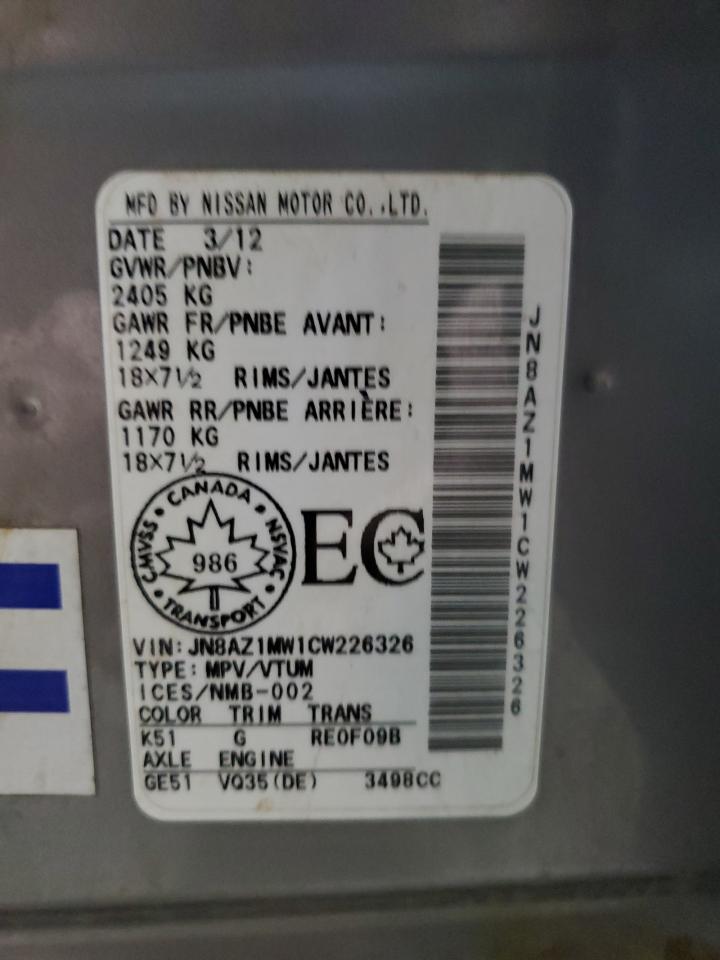 MFD BY NISSAN MOTOR CO.,LTD.
DATE 3/12
GVWR/PNBV:
2405 KG
GAWR FR/PNBE AVANT:
1249 KG
18×7½ RIMS/JANTES
GAWR RR/PNBE ARRIÈRE:
1170 KG
18×7½ RIMS/JANTES
CANADA
CMVSS
NSVAC
986
TRANSPORT
EC
VIN:JN8AZ1MW1CW226326
TYPE:MPV/VTUM
ICES/NMB-002
COLOR TRIM TRANS
K51 G RE0F09B
AXLE ENGINE
GE51 VQ35(DE) 3498CC
JN8AZ1MW1CW226326